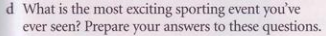 d What is the most exciting sporting event you've
ever seen? Prepare your answers to these questions.